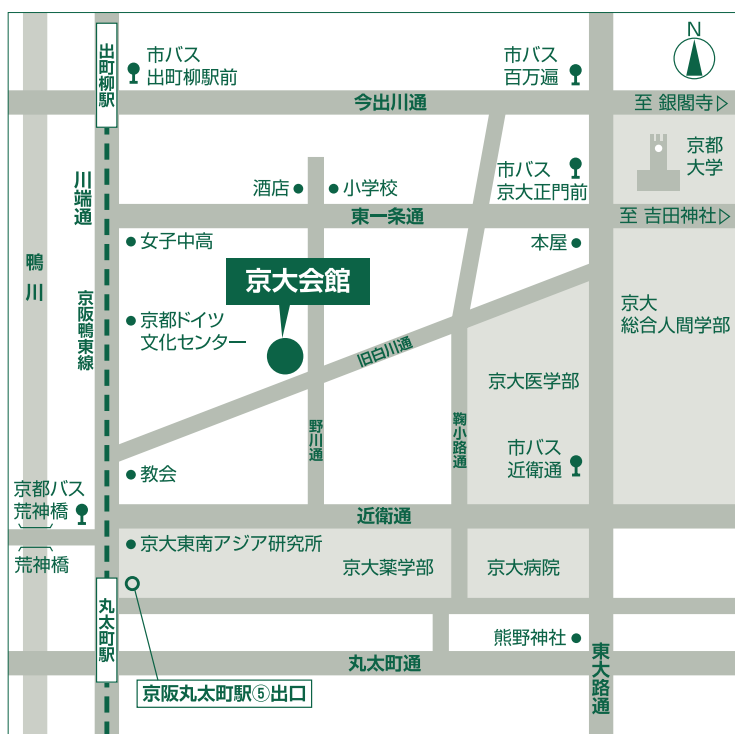 出町柳駅
市バス
出町柳駅前
市バス
百万遍
N
今出川通
至 銀閣寺▷
京都
大学
市バス
京大正門前
川端通
酒店
小学校
東一条通
至 吉田神社▷
女子中高
本屋
鴨川
京大会館
京阪鴨東線
京都ドイツ
文化センター
京大
総合人間学部
旧白川通
京大医学部
野川通
鞠小路通
市バス
近衛通
教会
京都バス
荒神橋
近衛通
荒神橋
京大東南アジア研究所
京大薬学部
京大病院
丸太町駅
熊野神社
東大路通
丸太町通
京阪丸太町駅⑤出口